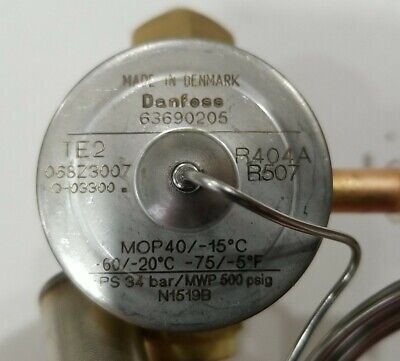 MADE IN DENMARK
Danfoss
63690205
TE2
R404A
068Z3007
R507
MOP40/-15°C
-60/-20°C -75/-5°F
PS 34 bar/MWP 500 psig
N1519B